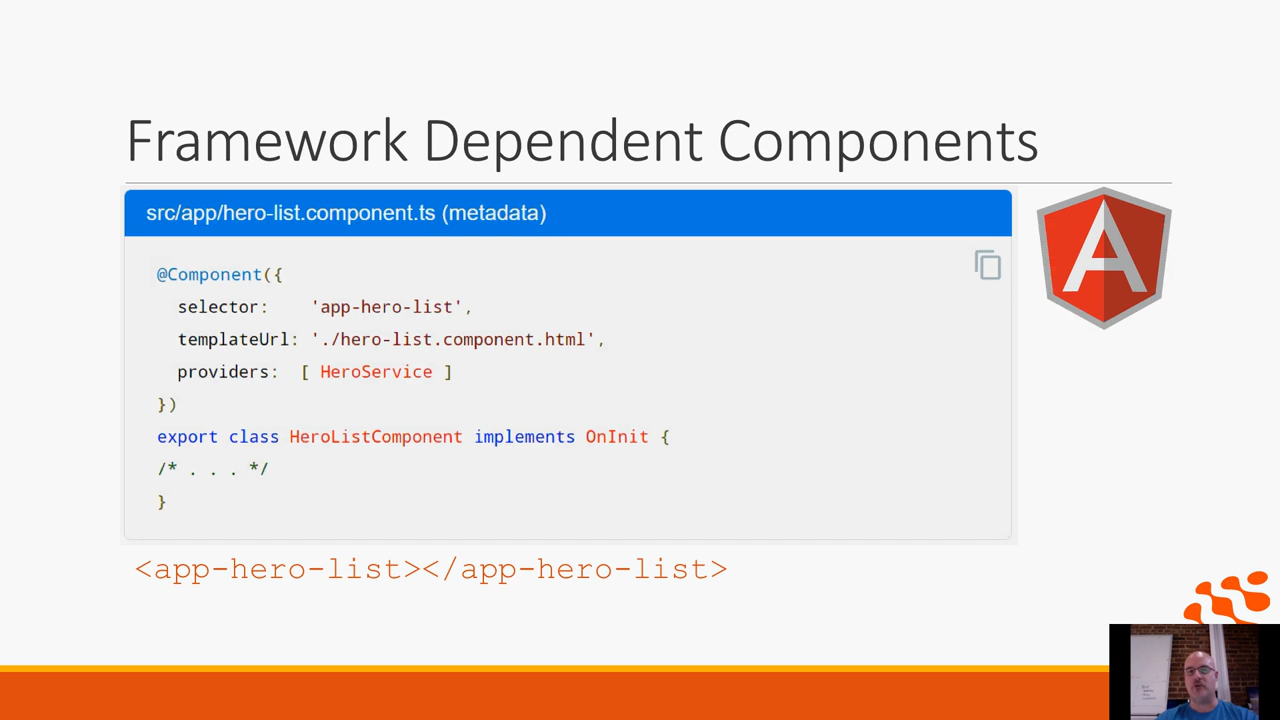 Framework Dependent Components
src/app/hero-list.component.ts (metadata)
@Component({
  selector:    'app-hero-list',
  templateUrl: './hero-list.component.html',
  providers:  [ HeroService ]
})
export class HeroListComponent implements OnInit {
/* . . . */
}
<app-hero-list></app-hero-list>